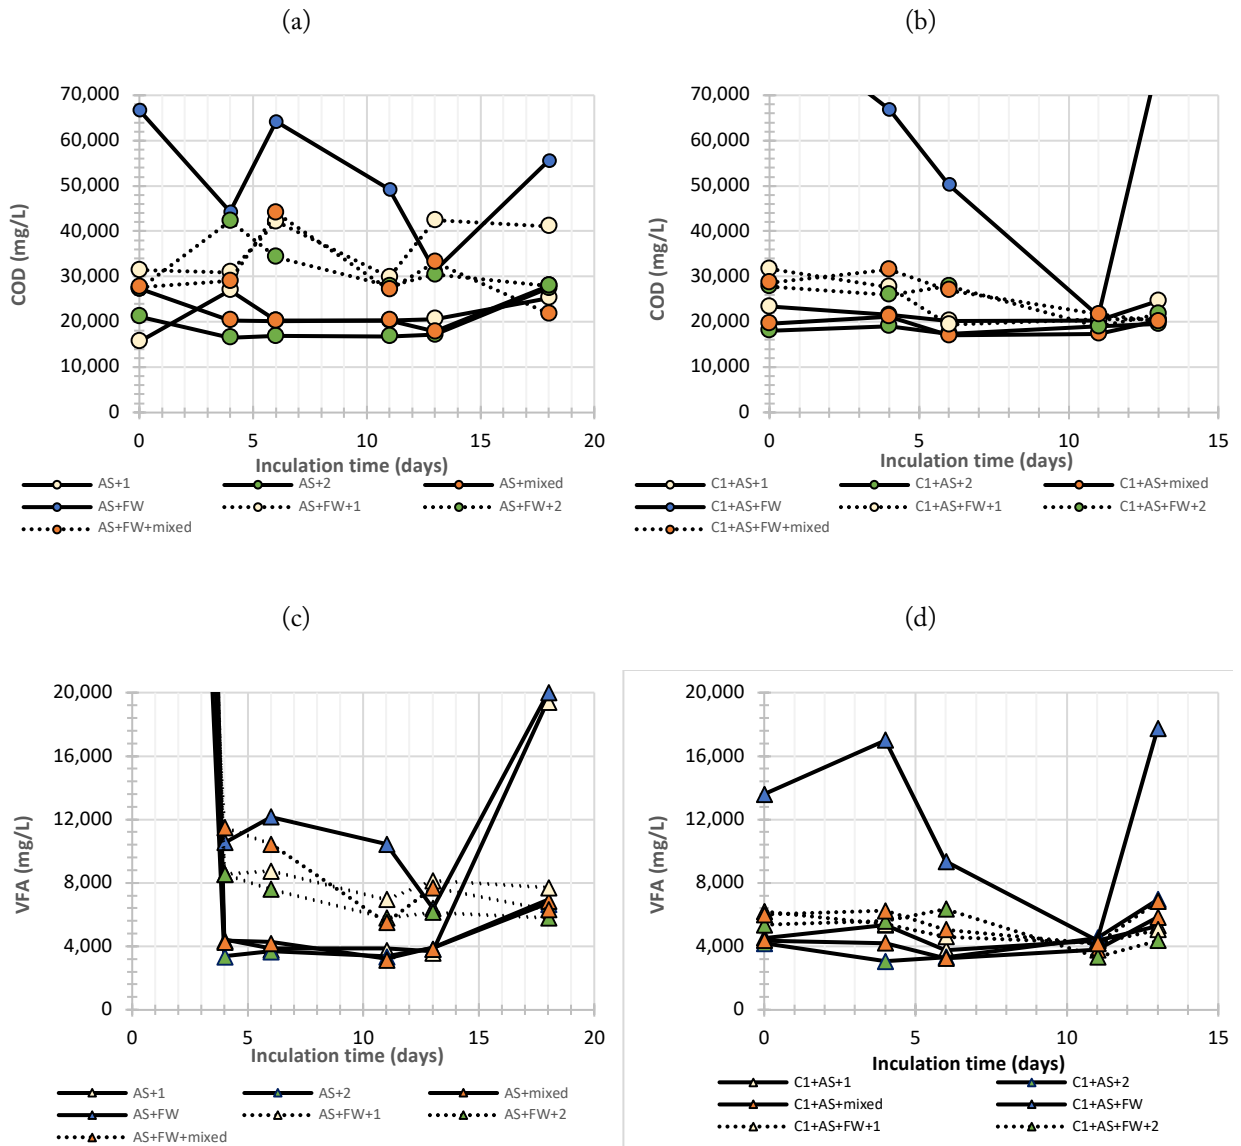 (a)
(b)
70,000
60,000
50,000
40,000
30,000
20,000
10,000
0
COD (mg/L)
0 5 10 15 20
Inculation time (days)
AS+1 AS+2 AS+mixed
AS+FW AS+FW+1 AS+FW+2
AS+FW+mixed
70,000
60,000
50,000
40,000
30,000
20,000
10,000
0
COD (mg/L)
0 5 10 15
Inculation time (days)
C1+AS+1 C1+AS+2 C1+AS+mixed
C1+AS+FW C1+AS+FW+1 C1+AS+FW+2
C1+AS+FW+mixed
(c)
(d)
20,000
16,000
12,000
8,000
4,000
0
VFA (mg/L)
0 5 10 15 20
Inculation time (days)
AS+1 AS+2 AS+mixed
AS+FW AS+FW+1 AS+FW+2
AS+FW+mixed
20,000
16,000
12,000
8,000
4,000
0
VFA (mg/L)
0 5 10 15
Inculation time (days)
C1+AS+1 C1+AS+2
C1+AS+mixed C1+AS+FW
C1+AS+FW+1 C1+AS+FW+2